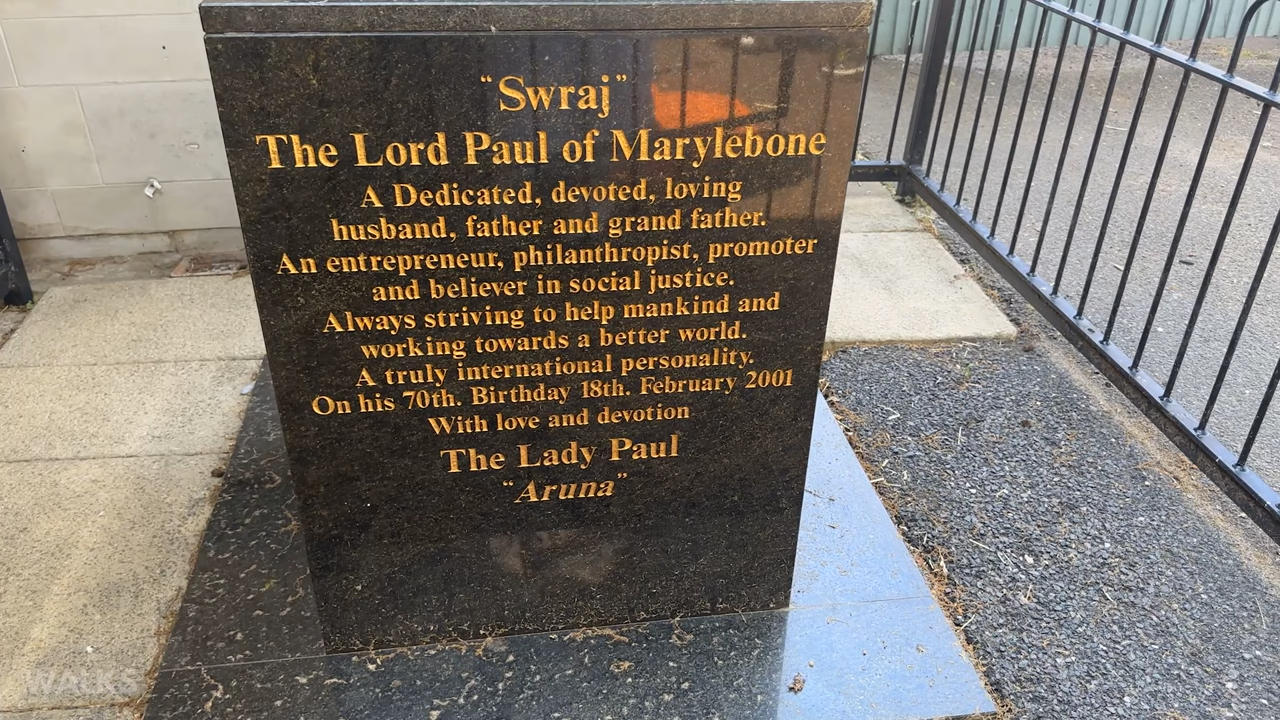 "Swraj"
The Lord Paul of Marylebone
A Dedicated, devoted, loving
husband, father and grand father.
An entrepreneur, philanthropist, promoter
and believer in social justice.
Always striving to help mankind and
working towards a better world.
A truly international personality.
On his 70th. Birthday 18th. February 2001
With love and devotion
The Lady Paul
"Aruna"
WALKS